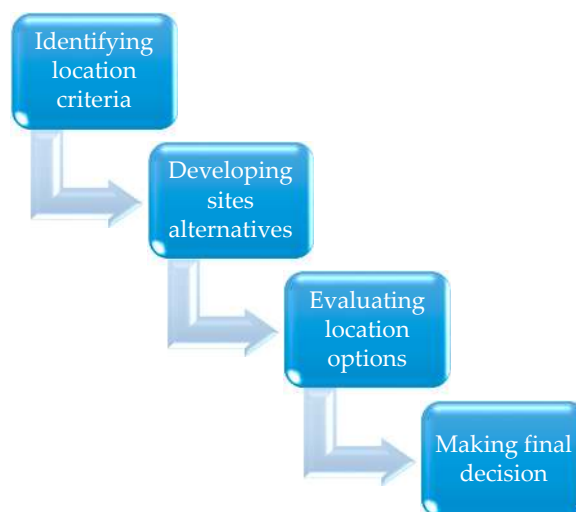 Identifying
location
criteria
Developing
sites
alternatives
Evaluating
location
options
Making final
decision